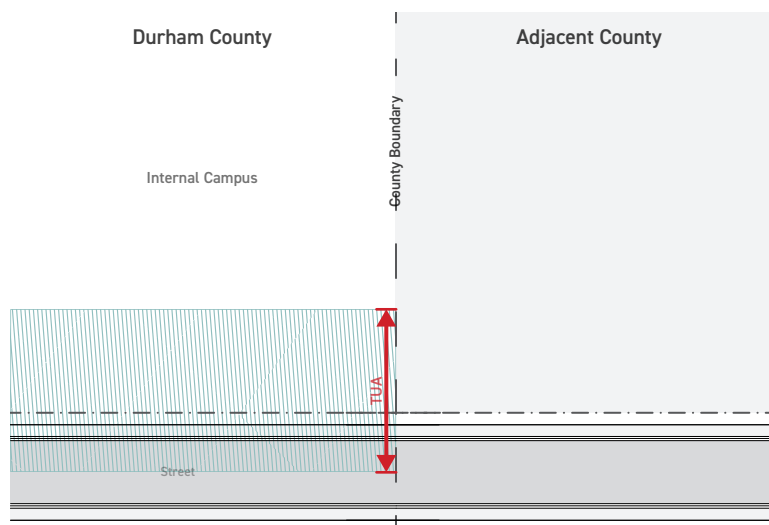 Durham County
Adjacent County
County Boundary
Internal Campus
TUA
Street